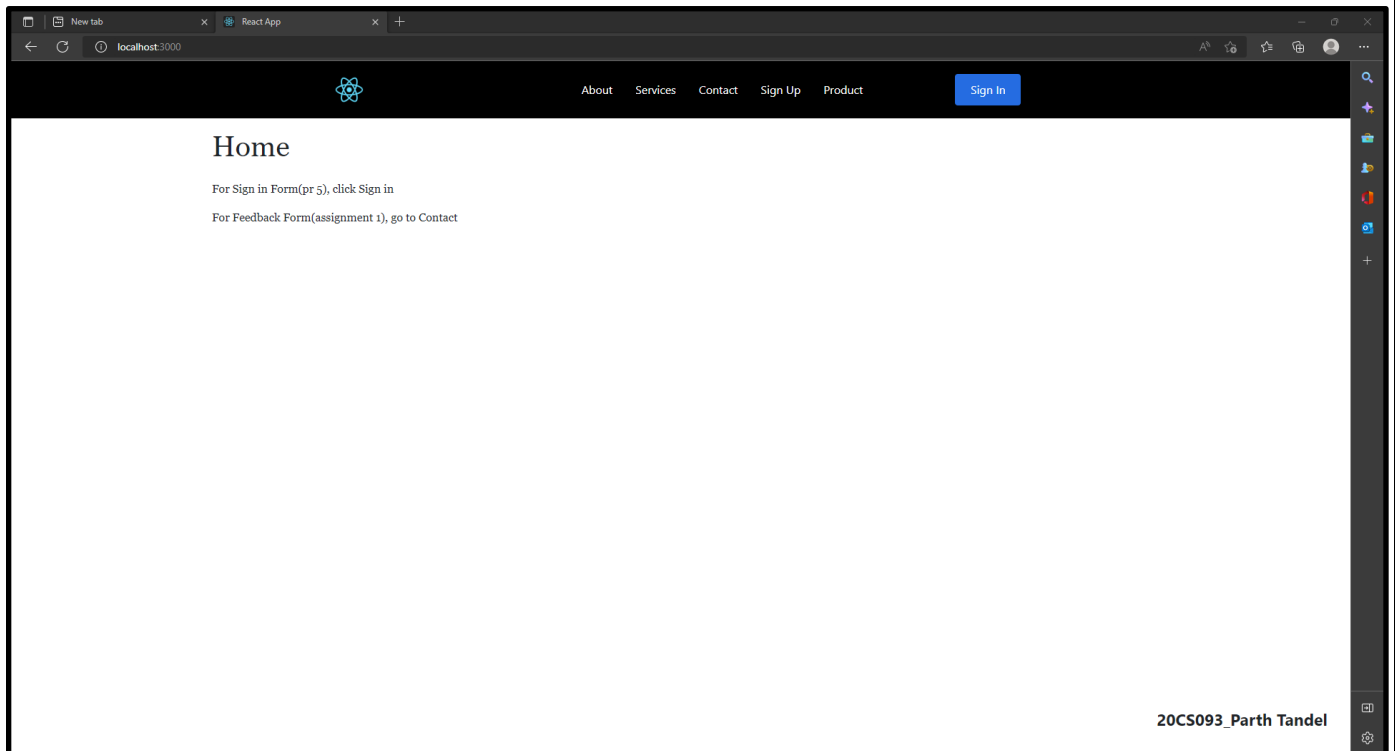 New tab
React App
localhost:3000
About Services Contact Sign Up Product Sign In
Home
For Sign in Form(pr 5), click Sign in
For Feedback Form(assignment 1), go to Contact
20CS093_Parth Tandel